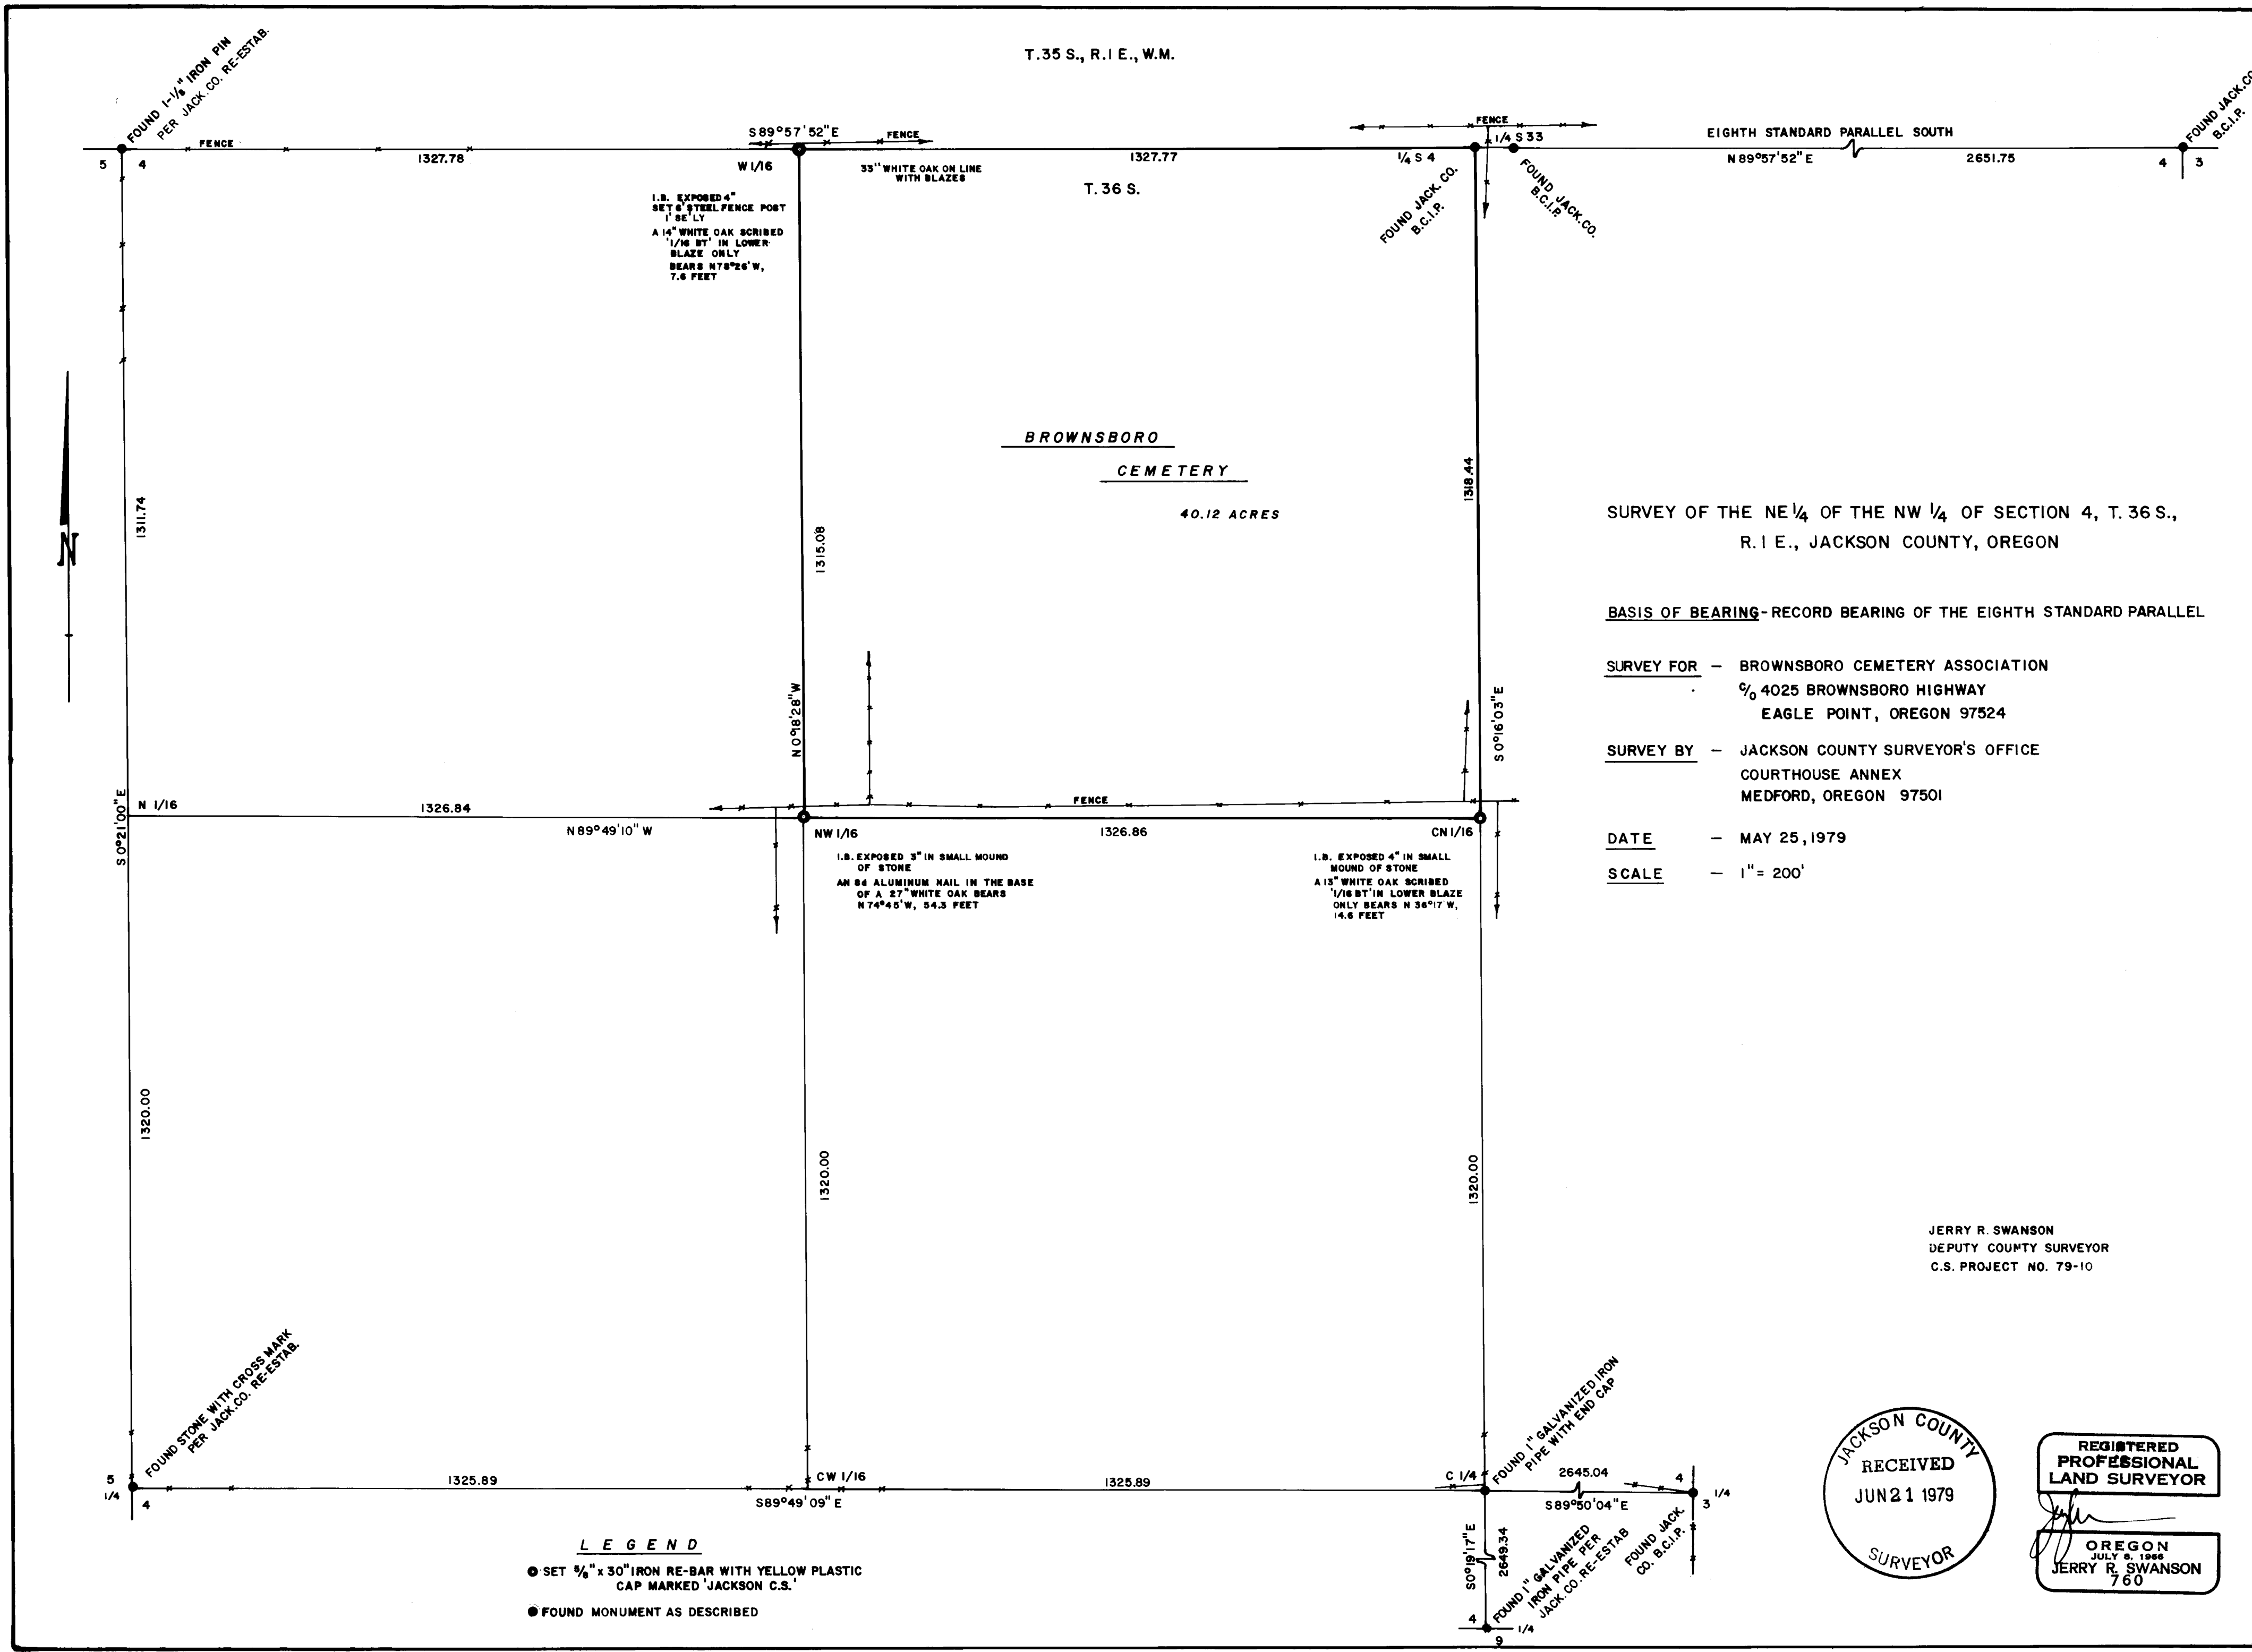 T. 35 S., R. 1 E., W.M.
FOUND 1-1/8" IRON PIN
PER JACK. CO. RE-ESTAB.
FENCE
S 89°57'52" E
FENCE
FENCE
1/4 S 33
EIGHTH STANDARD PARALLEL SOUTH
FOUND JACK. CO.
B.C.I.P.
5 4
1327.78
W 1/16
33" WHITE OAK ON LINE
WITH BLAZES
1327.77
1/4 S 4
N 89°57'52" E
2651.75
4 3
T. 36 S.
FOUND JACK. CO.
B.C.I.P.
FOUND JACK. CO.
B.C.I.P.
I.B. EXPOSED 4"
SET 6' STEEL FENCE POST
1' SE'LY
A 14" WHITE OAK SCRIBED
'1/16 BT' IN LOWER
BLAZE ONLY
BEARS N 78°26' W,
7.6 FEET
BROWNSBORO
CEMETERY
40.12 ACRES
1311.74
1315.08
1318.44
N
N 0°18'28" W
S 0°16'03" E
S 0°21'00" E
SURVEY OF THE NE 1/4 OF THE NW 1/4 OF SECTION 4, T. 36 S.,
R. 1 E., JACKSON COUNTY, OREGON
BASIS OF BEARING - RECORD BEARING OF THE EIGHTH STANDARD PARALLEL
SURVEY FOR — BROWNSBORO CEMETERY ASSOCIATION
c/o 4025 BROWNSBORO HIGHWAY
EAGLE POINT, OREGON 97524
SURVEY BY — JACKSON COUNTY SURVEYOR'S OFFICE
COURTHOUSE ANNEX
MEDFORD, OREGON 97501
DATE — MAY 25, 1979
SCALE — 1" = 200'
N 1/16
1326.84
N 89°49'10" W
FENCE
NW 1/16
1326.86
CN 1/16
I.B. EXPOSED 3" IN SMALL MOUND
OF STONE
AN 8d ALUMINUM NAIL IN THE BASE
OF A 27" WHITE OAK BEARS
N 74°45' W, 54.3 FEET
I.B. EXPOSED 4" IN SMALL
MOUND OF STONE
A 13" WHITE OAK SCRIBED
'1/16 BT' IN LOWER BLAZE
ONLY BEARS N 36°17' W,
14.6 FEET
1320.00
1320.00
1320.00
JERRY R. SWANSON
DEPUTY COUNTY SURVEYOR
C.S. PROJECT NO. 79-10
FOUND STONE WITH CROSS MARK
PER JACK. CO. RE-ESTAB.
FOUND 1" GALVANIZED IRON
PIPE WITH END CAP
5
1/4 4
1325.89
CW 1/16
S 89°49'09" E
1325.89
C 1/4
2645.04
S 89°50'04" E
4
3 1/4
FOUND JACK.
CO. B.C.I.P.
S 0°19'17" E
2649.34
FOUND 1" GALVANIZED
IRON PIPE PER
JACK. CO. RE-ESTAB
4
1/4
9
LEGEND
SET 5/8" x 30" IRON RE-BAR WITH YELLOW PLASTIC
CAP MARKED 'JACKSON C.S.'
FOUND MONUMENT AS DESCRIBED
JACKSON COUNTY
RECEIVED
JUN 21 1979
SURVEYOR
REGISTERED
PROFESSIONAL
LAND SURVEYOR
OREGON
JULY 8, 1966
JERRY R. SWANSON
760